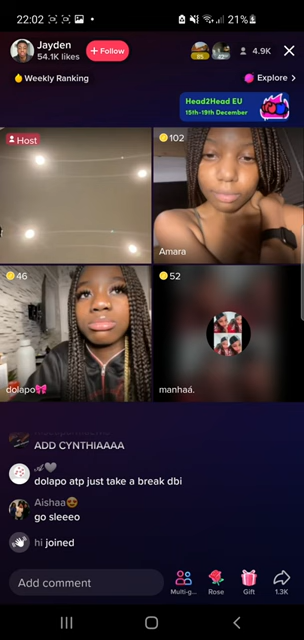 22:02
21%
Jayden
54.1K likes
+ Follow
95
42
4.9K
Weekly Ranking
Explore >
Head2Head EU
15th-19th December
Host
102
Amara
46
dolapo🎀
52
manhaá.
ADD CYNTHIAAAA
dolapo atp just take a break dbi
Aishaa
go sleeeo
hi joined
Add comment
Multi-g...
Rose
Gift
1.3K